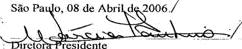 São Paulo, 08 de Abril de 2006./
Diretora Presidente